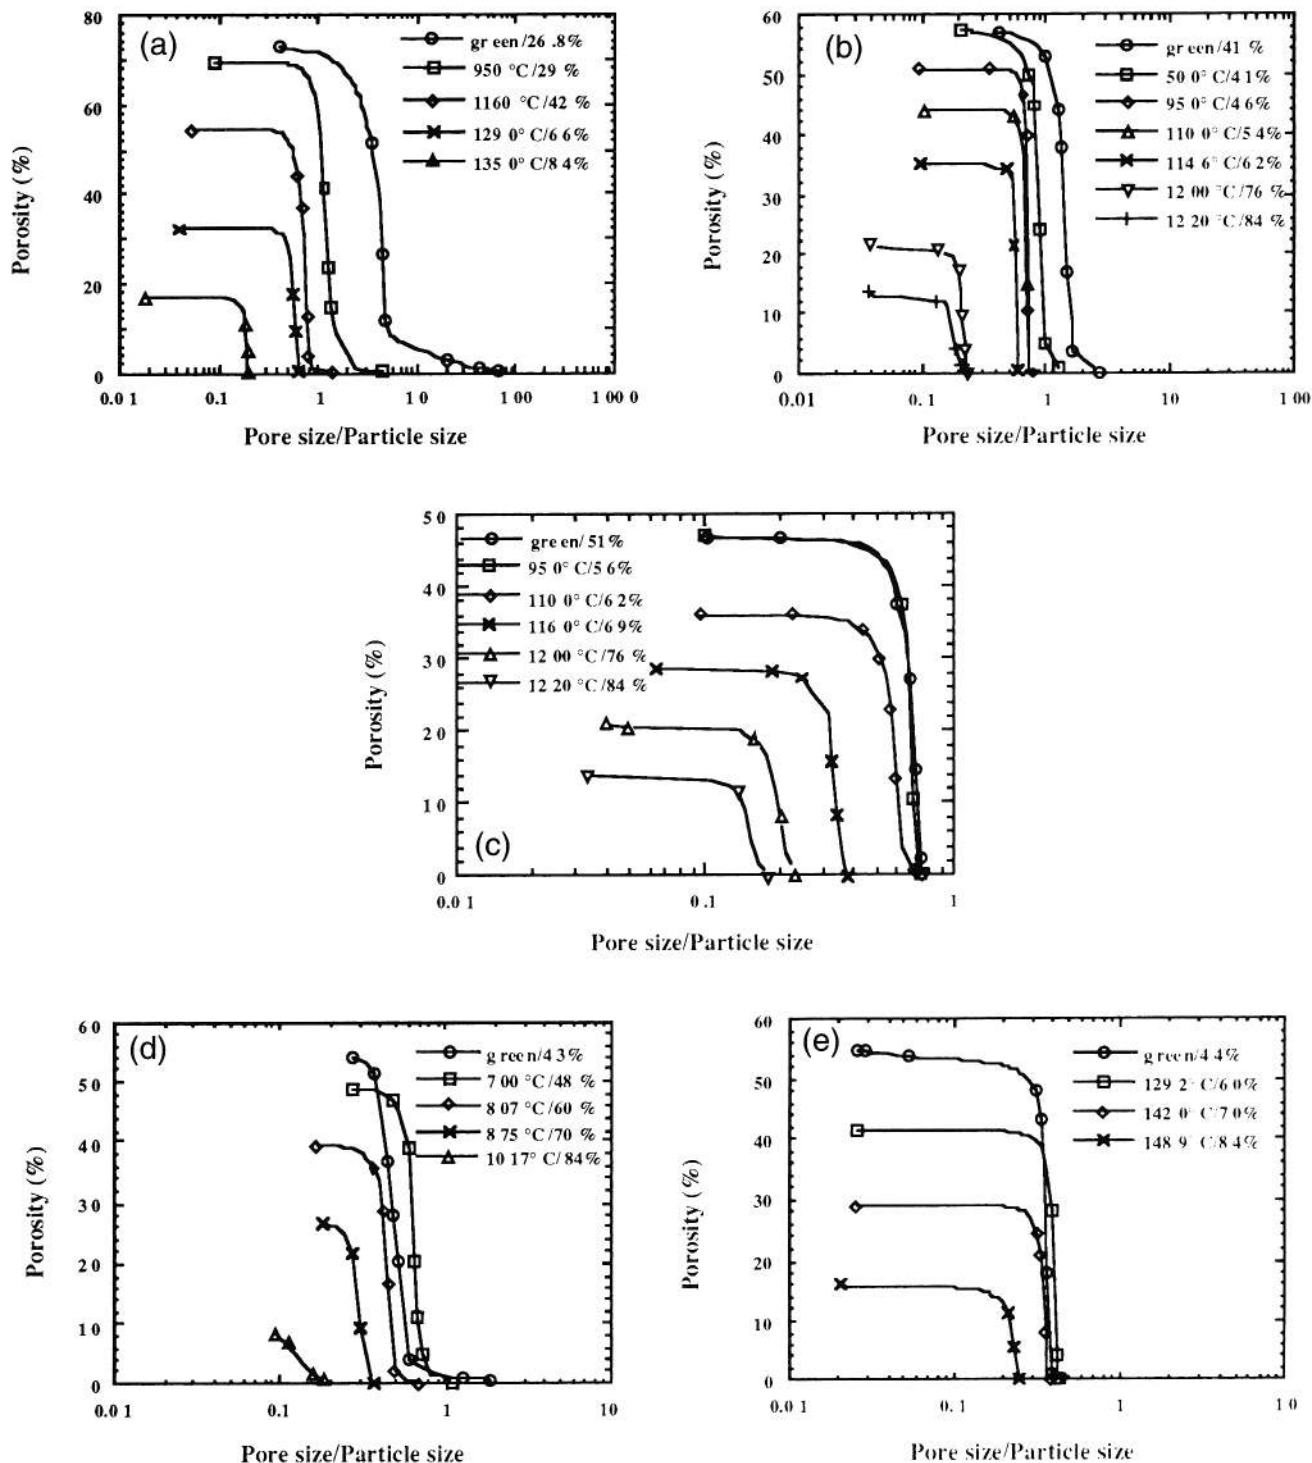 (a)
green/26.8%
950 °C/29 %
1160 °C/42 %
1290°C/66%
1350°C/84%
80
60
40
20
0
Porosity (%)
0.01 0.1 1 10 100 1000
Pore size/Particle size
(b)
green/41 %
500°C/41%
950°C/46%
1100°C/54%
1146°C/62%
1200 °C/76 %
1220 °C/84 %
60
50
40
30
20
10
0
Porosity (%)
0.01 0.1 1 10 100
Pore size/Particle size
(c)
green/51%
950°C/56%
1100°C/62%
1160°C/69%
1200 °C/76 %
1220 °C/84 %
50
40
30
20
10
0
Porosity (%)
0.01 0.1 1
Pore size/Particle size
(d)
green/43%
700 °C/48 %
807 °C/60 %
875 °C/70 %
1017°C/84%
60
50
40
30
20
10
0
Porosity (%)
0.01 0.1 1 10
Pore size/Particle size
(e)
green/44%
1292°C/60%
1420°C/70%
1489°C/84%
60
50
40
30
20
10
0
Porosity (%)
0.01 0.1 1 10
Pore size/Particle size